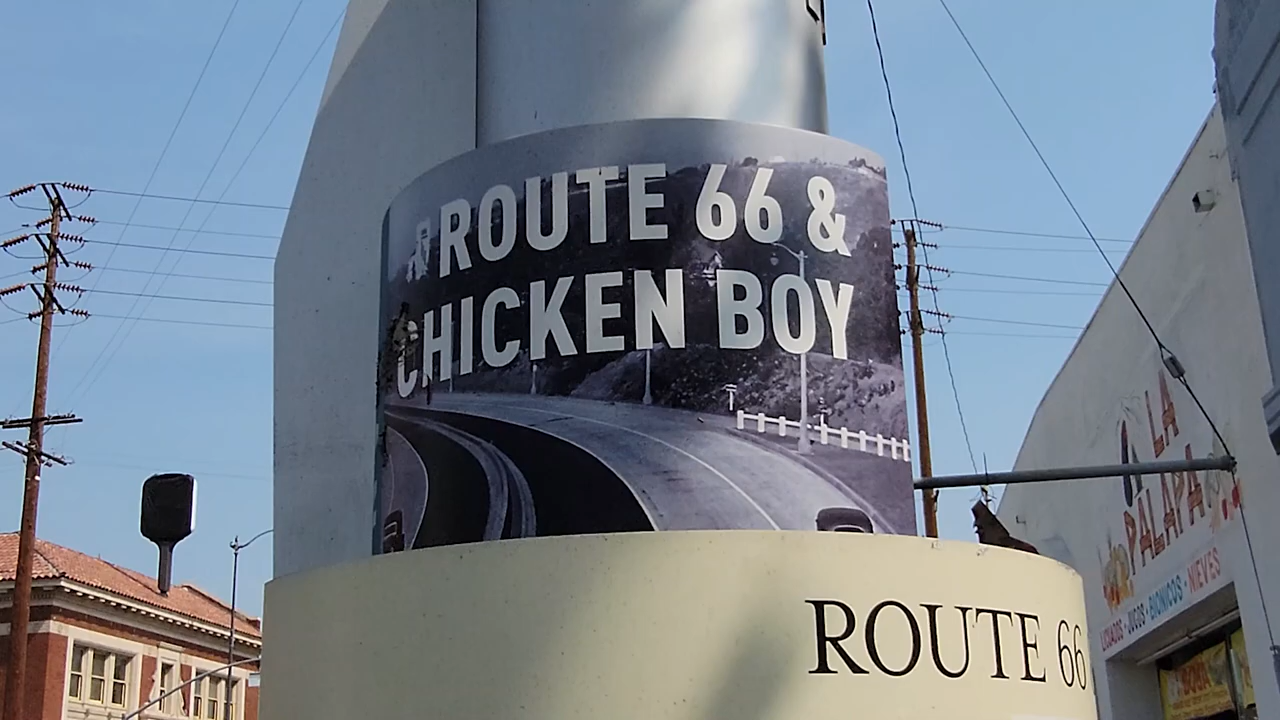 ROUTE 66 &
CHICKEN BOY
ROUTE 66
LA
PALAPA
LICUADOS - JUGOS - BIONICOS - NIEVES